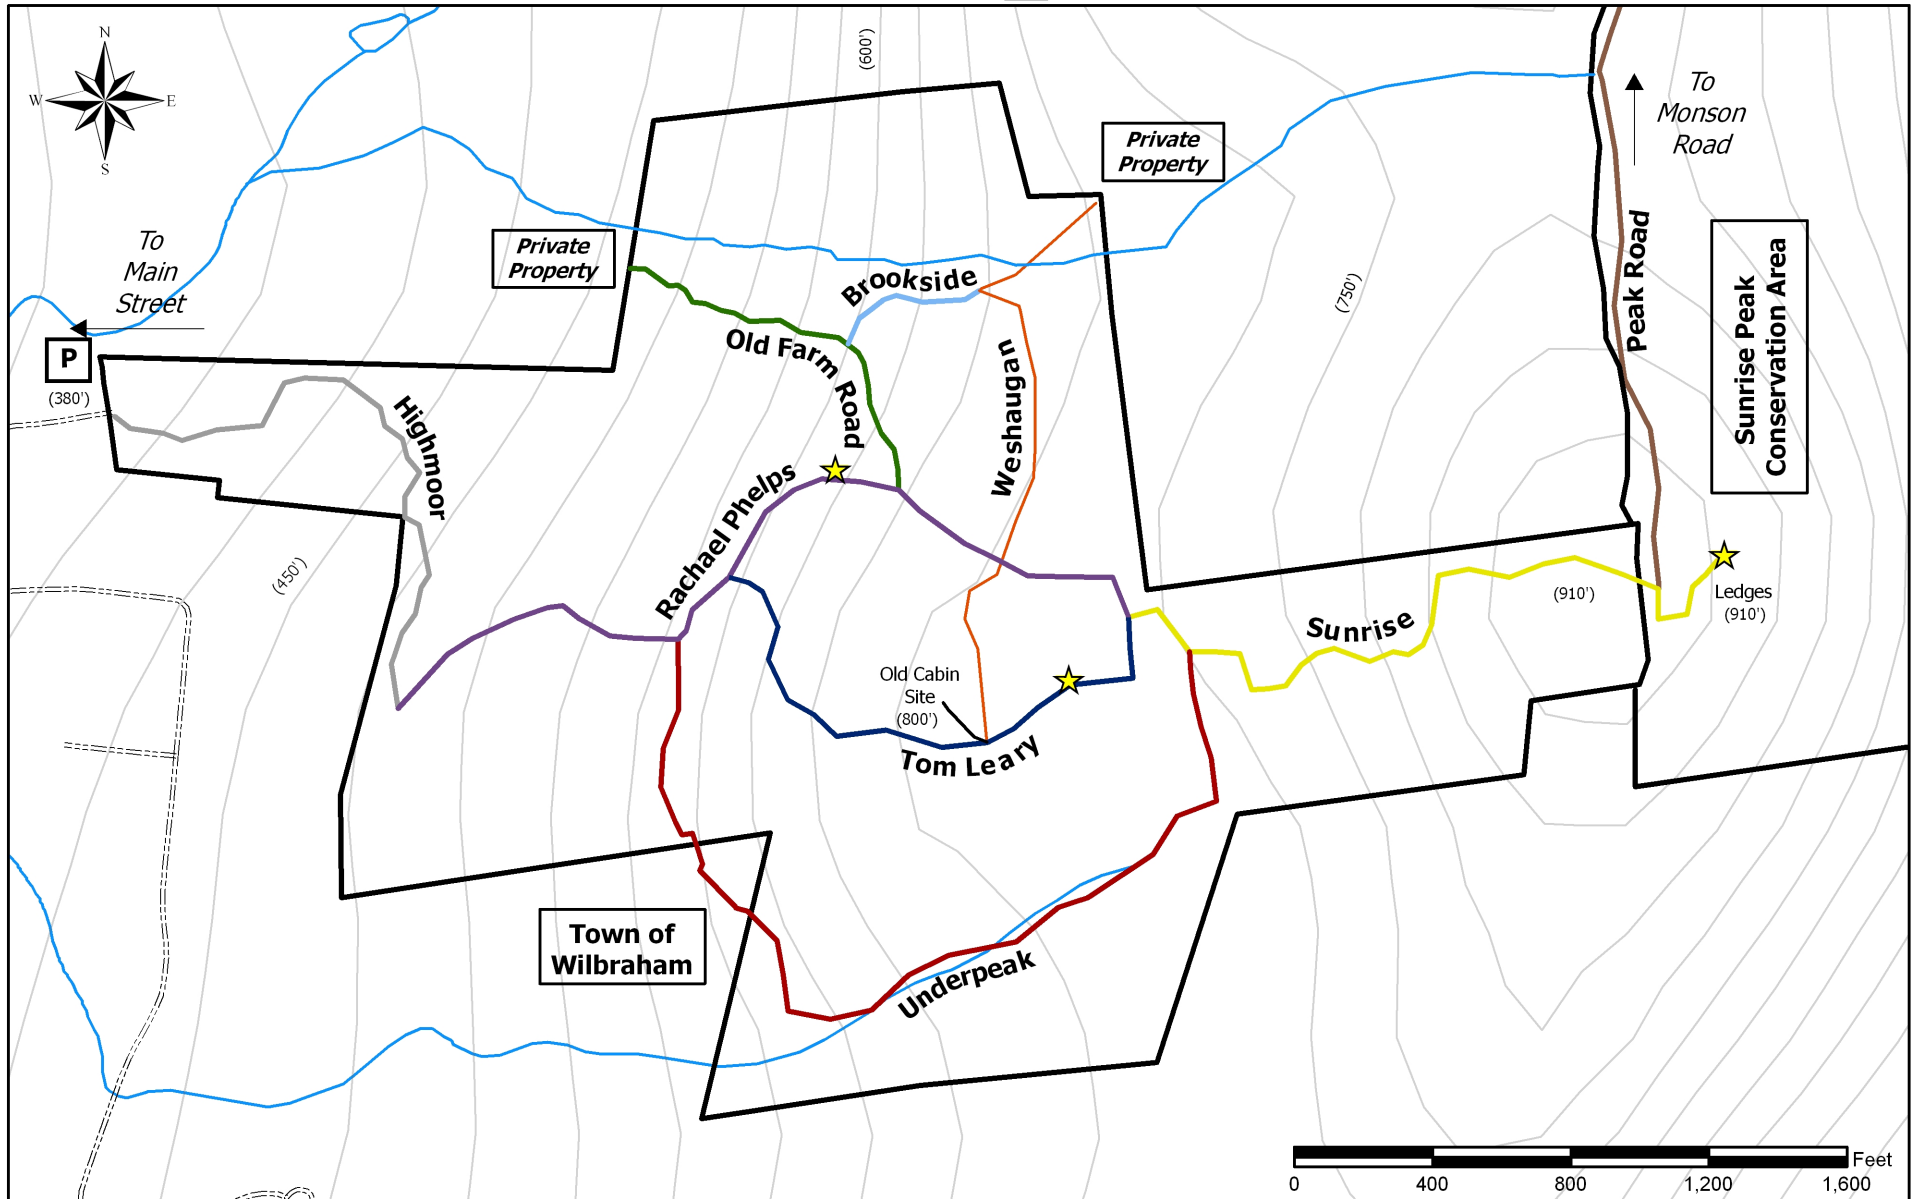 N
W
E
S
(600')
To
Main
Street
P
(380')
Private
Property
Private
Property
To
Monson
Road
Peak Road
Sunrise Peak
Conservation Area
(750')
Brookside
Old Farm Road
Weshaugan
Highmoor
Rachael Phelps
(450')
Old Cabin
Site
(800')
Tom Leary
Sunrise
(910')
Ledges
(910')
Town of
Wilbraham
Underpeak
0 400 800 1,200 1,600 Feet